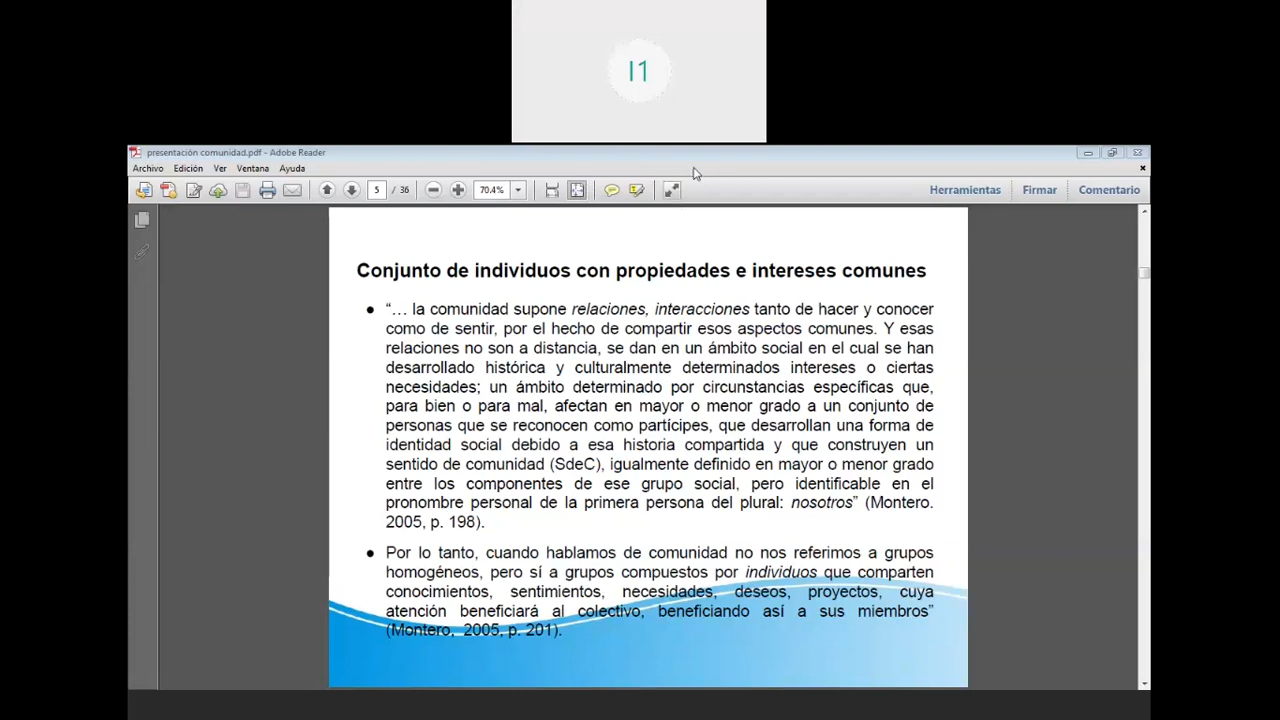 I1
presentación comunidad.pdf - Adobe Reader
Archivo Edición Ver Ventana Ayuda
5 / 36 70.4% Herramientas Firmar Comentario
Conjunto de individuos con propiedades e intereses comunes
● “… la comunidad supone relaciones, interacciones tanto de hacer y conocer
como de sentir, por el hecho de compartir esos aspectos comunes. Y esas
relaciones no son a distancia, se dan en un ámbito social en el cual se han
desarrollado histórica y culturalmente determinados intereses o ciertas
necesidades; un ámbito determinado por circunstancias específicas que,
para bien o para mal, afectan en mayor o menor grado a un conjunto de
personas que se reconocen como partícipes, que desarrollan una forma de
identidad social debido a esa historia compartida y que construyen un
sentido de comunidad (SdeC), igualmente definido en mayor o menor grado
entre los componentes de ese grupo social, pero identificable en el
pronombre personal de la primera persona del plural: nosotros” (Montero.
2005, p. 198).
● Por lo tanto, cuando hablamos de comunidad no nos referimos a grupos
homogéneos, pero sí a grupos compuestos por individuos que comparten
conocimientos, sentimientos, necesidades, deseos, proyectos, cuya
atención beneficiará al colectivo, beneficiando así a sus miembros”
(Montero, 2005, p. 201).